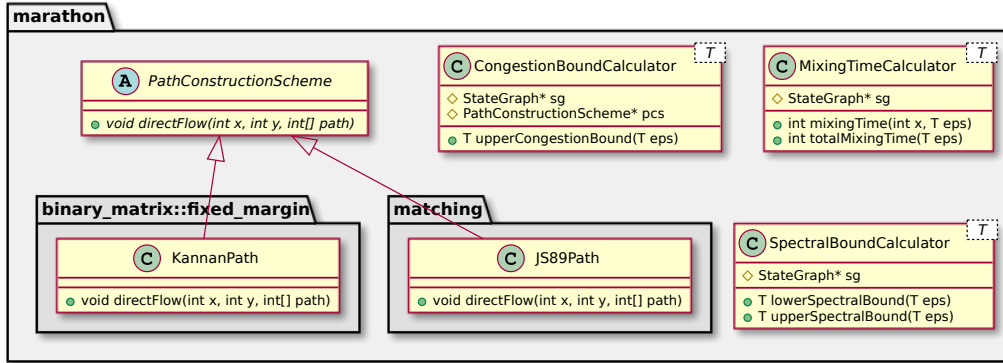 marathon
A PathConstructionScheme
void directFlow(int x, int y, int[] path)
C CongestionBoundCalculator T
StateGraph* sg
PathConstructionScheme* pcs
T upperCongestionBound(T eps)
C MixingTimeCalculator T
StateGraph* sg
int mixingTime(int x, T eps)
int totalMixingTime(T eps)
binary_matrix::fixed_margin
C KannanPath
void directFlow(int x, int y, int[] path)
matching
C JS89Path
void directFlow(int x, int y, int[] path)
C SpectralBoundCalculator T
StateGraph* sg
T lowerSpectralBound(T eps)
T upperSpectralBound(T eps)